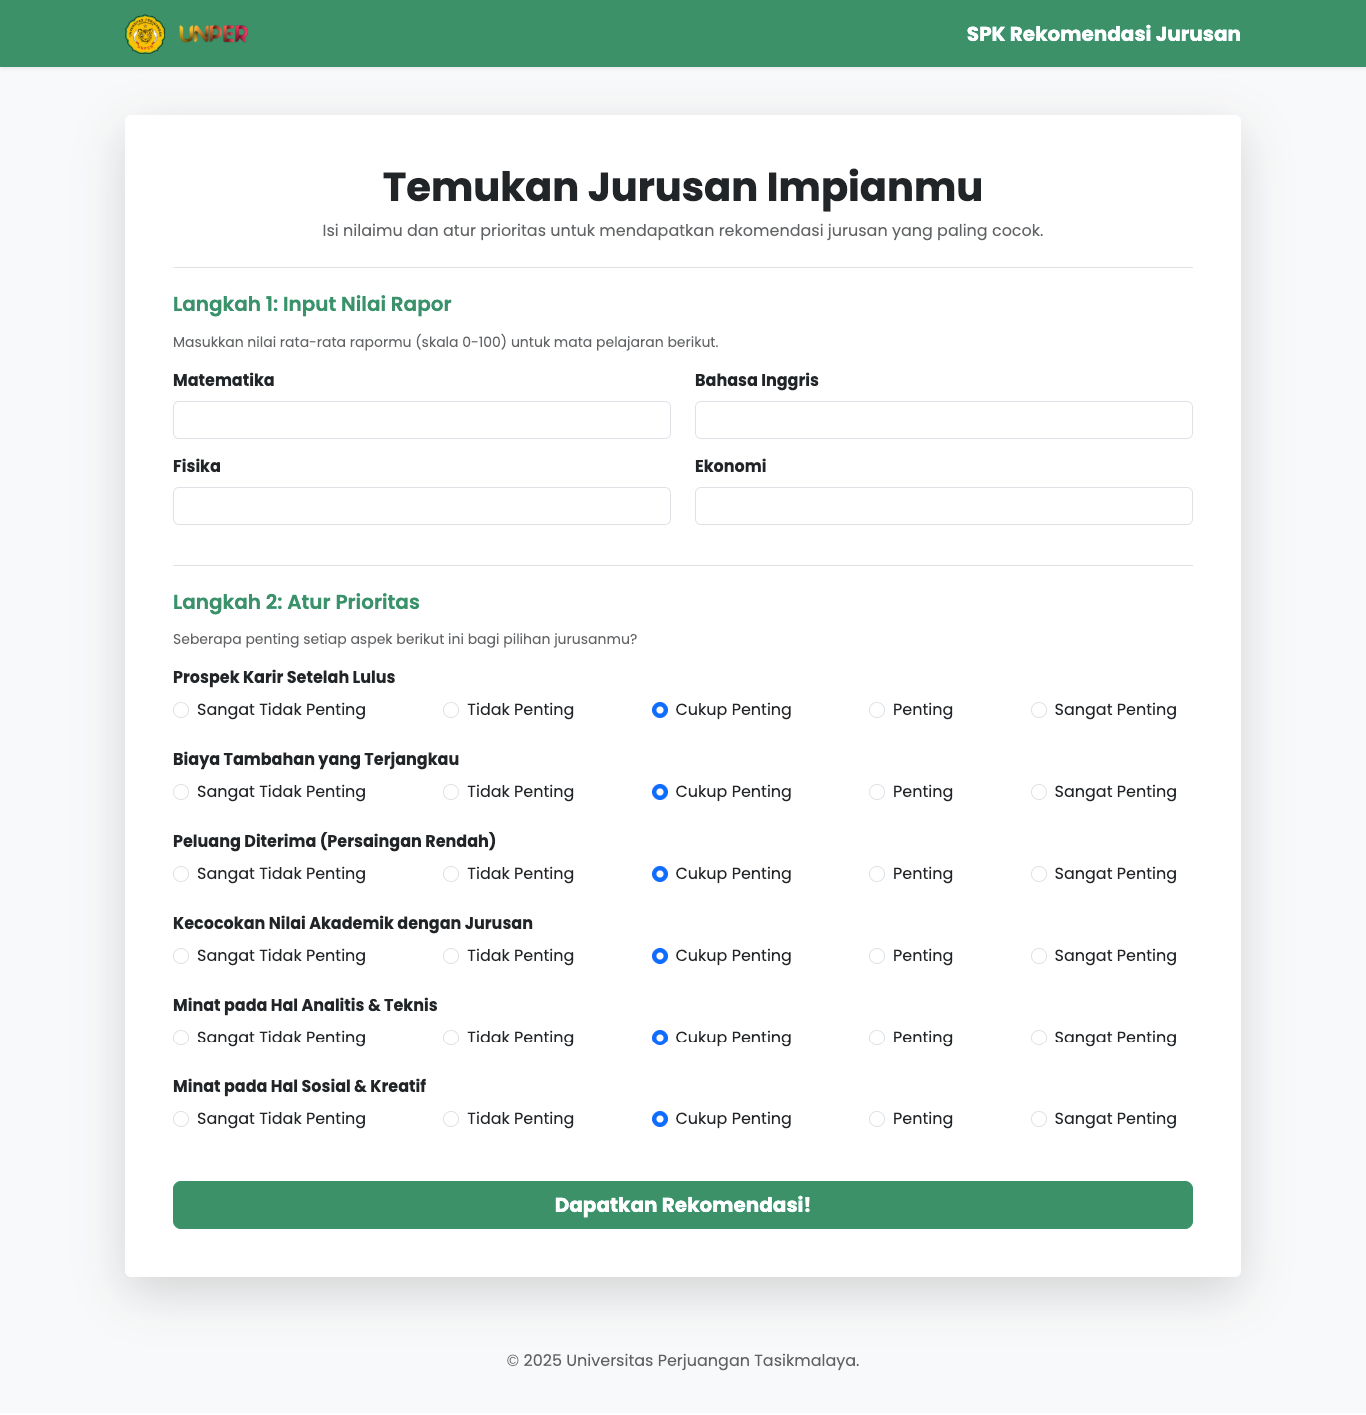 UNPER
SPK Rekomendasi Jurusan
Temukan Jurusan Impianmu
Isi nilaimu dan atur prioritas untuk mendapatkan rekomendasi jurusan yang paling cocok.
Langkah 1: Input Nilai Rapor
Masukkan nilai rata-rata rapormu (skala 0-100) untuk mata pelajaran berikut.
Matematika
Bahasa Inggris
Fisika
Ekonomi
Langkah 2: Atur Prioritas
Seberapa penting setiap aspek berikut ini bagi pilihan jurusanmu?
Prospek Karir Setelah Lulus
Sangat Tidak Penting Tidak Penting Cukup Penting Penting Sangat Penting
Biaya Tambahan yang Terjangkau
Sangat Tidak Penting Tidak Penting Cukup Penting Penting Sangat Penting
Peluang Diterima (Persaingan Rendah)
Sangat Tidak Penting Tidak Penting Cukup Penting Penting Sangat Penting
Kecocokan Nilai Akademik dengan Jurusan
Sangat Tidak Penting Tidak Penting Cukup Penting Penting Sangat Penting
Minat pada Hal Analitis & Teknis
Sangat Tidak Penting Tidak Penting Cukup Penting Penting Sangat Penting
Minat pada Hal Sosial & Kreatif
Sangat Tidak Penting Tidak Penting Cukup Penting Penting Sangat Penting
Dapatkan Rekomendasi!
© 2025 Universitas Perjuangan Tasikmalaya.